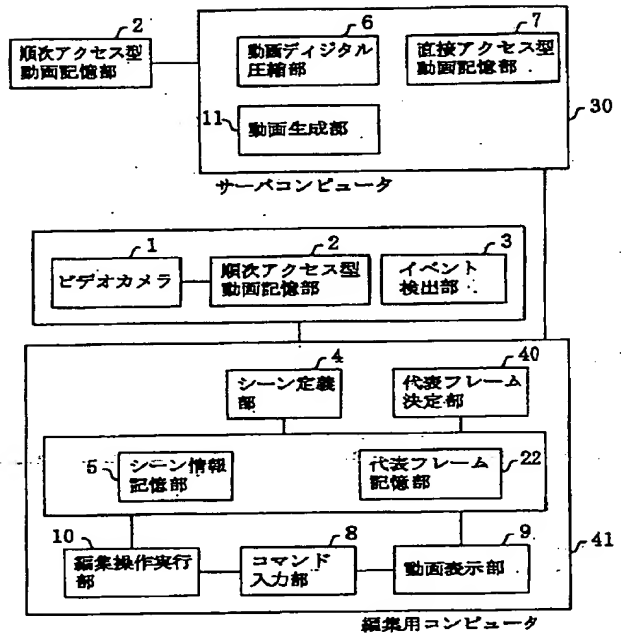 2
順次アクセス型
動画記憶部
6
動画ディジタル
圧縮部
7
直接アクセス型
動画記憶部
11
動画生成部
30
サーバコンピュータ
1
ビデオカメラ
2
順次アクセス型
動画記憶部
3
イベント
検出部
4
シーン定義
部
40
代表フレーム
決定部
5
シーン情報
記憶部
代表フレーム
記憶部
22
10
編集操作実行
部
8
コマンド
入力部
9
動画表示部
41
編集用コンピュータ